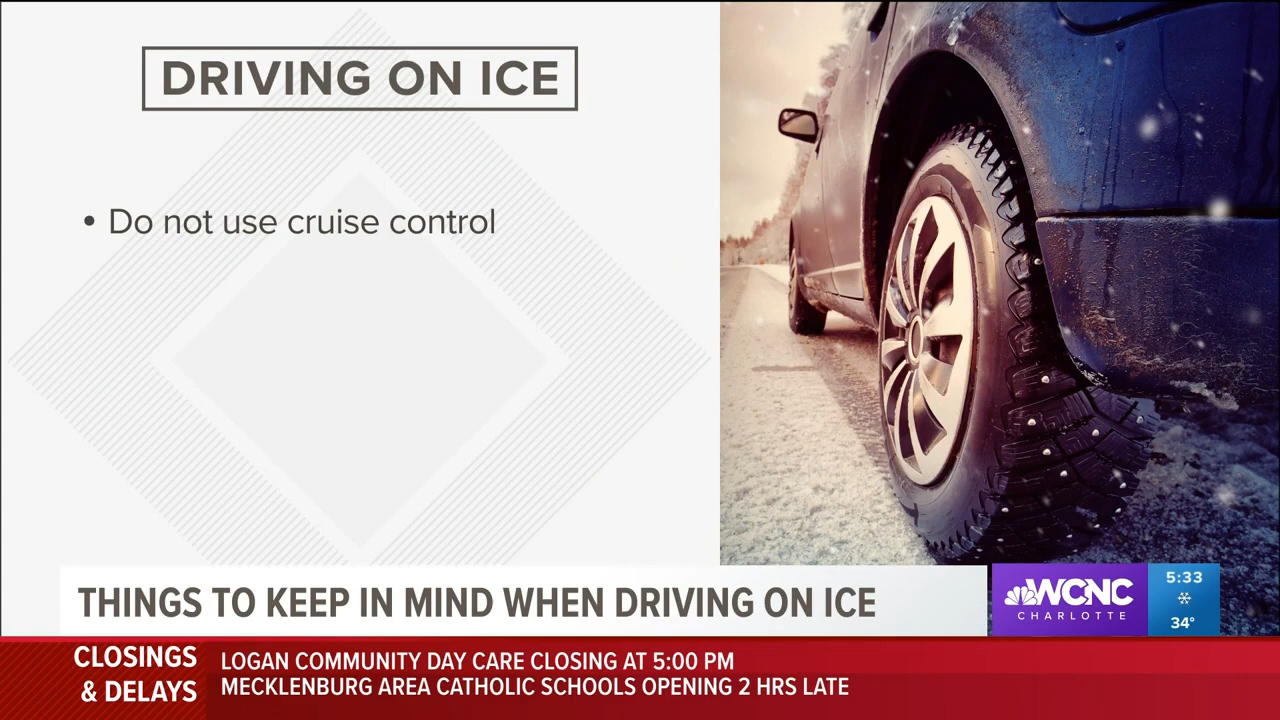 DRIVING ON ICE
• Do not use cruise control
THINGS TO KEEP IN MIND WHEN DRIVING ON ICE
WCNC
CHARLOTTE
5:33
34°
CLOSINGS
& DELAYS
LOGAN COMMUNITY DAY CARE CLOSING AT 5:00 PM
MECKLENBURG AREA CATHOLIC SCHOOLS OPENING 2 HRS LATE